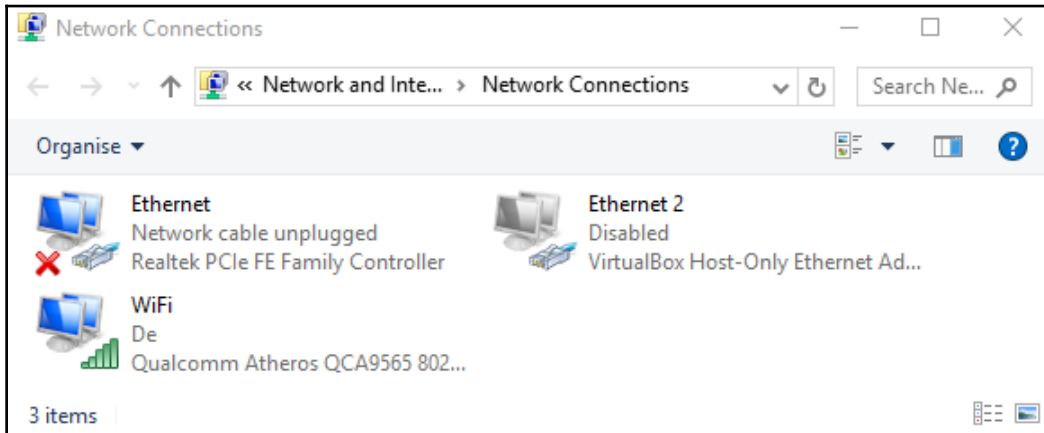 Network Connections
« Network and Inte... › Network Connections
Search Ne...
Organise
?
Ethernet
Network cable unplugged
Realtek PCIe FE Family Controller
Ethernet 2
Disabled
VirtualBox Host-Only Ethernet Ad...
WiFi
De
Qualcomm Atheros QCA9565 802...
3 items